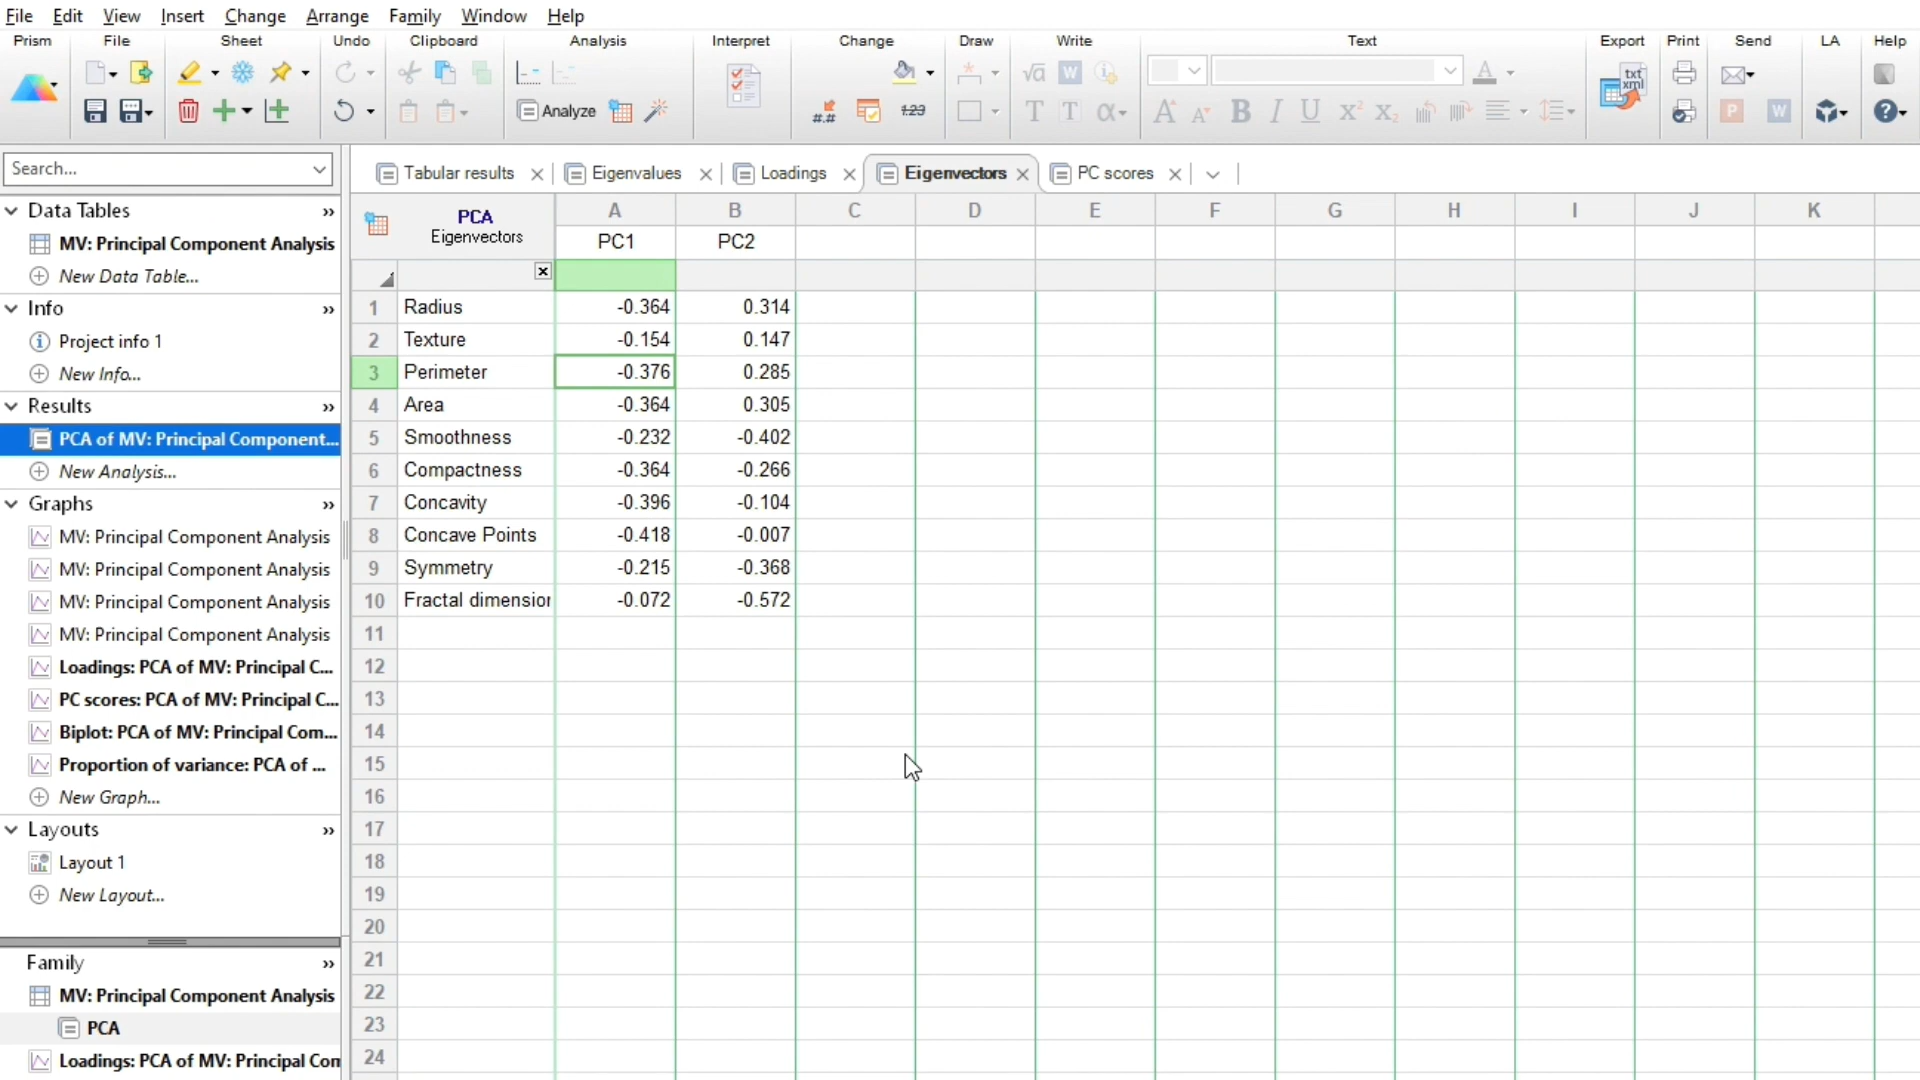 File Edit View Insert Change Arrange Family Window Help
Prism File Sheet Undo Clipboard Analysis Interpret Change Draw Write Text Export Print Send LA Help
Analyze
Search...
Tabular results Eigenvalues Loadings Eigenvectors PC scores
Data Tables
MV: Principal Component Analysis
New Data Table...
Info
Project info 1
New Info...
Results
PCA of MV: Principal Component...
New Analysis...
Graphs
MV: Principal Component Analysis
MV: Principal Component Analysis
MV: Principal Component Analysis
MV: Principal Component Analysis
Loadings: PCA of MV: Principal C...
PC scores: PCA of MV: Principal C...
Biplot: PCA of MV: Principal Com...
Proportion of variance: PCA of ...
New Graph...
Layouts
Layout 1
New Layout...
Family
MV: Principal Component Analysis
PCA
Loadings: PCA of MV: Principal Con
PCA
Eigenvectors
A B C D E F G H I J K
PC1 PC2
1 Radius -0.364 0.314
2 Texture -0.154 0.147
3 Perimeter -0.376 0.285
4 Area -0.364 0.305
5 Smoothness -0.232 -0.402
6 Compactness -0.364 -0.266
7 Concavity -0.396 -0.104
8 Concave Points -0.418 -0.007
9 Symmetry -0.215 -0.368
10 Fractal dimension -0.072 -0.572
11
12
13
14
15
16
17
18
19
20
21
22
23
24